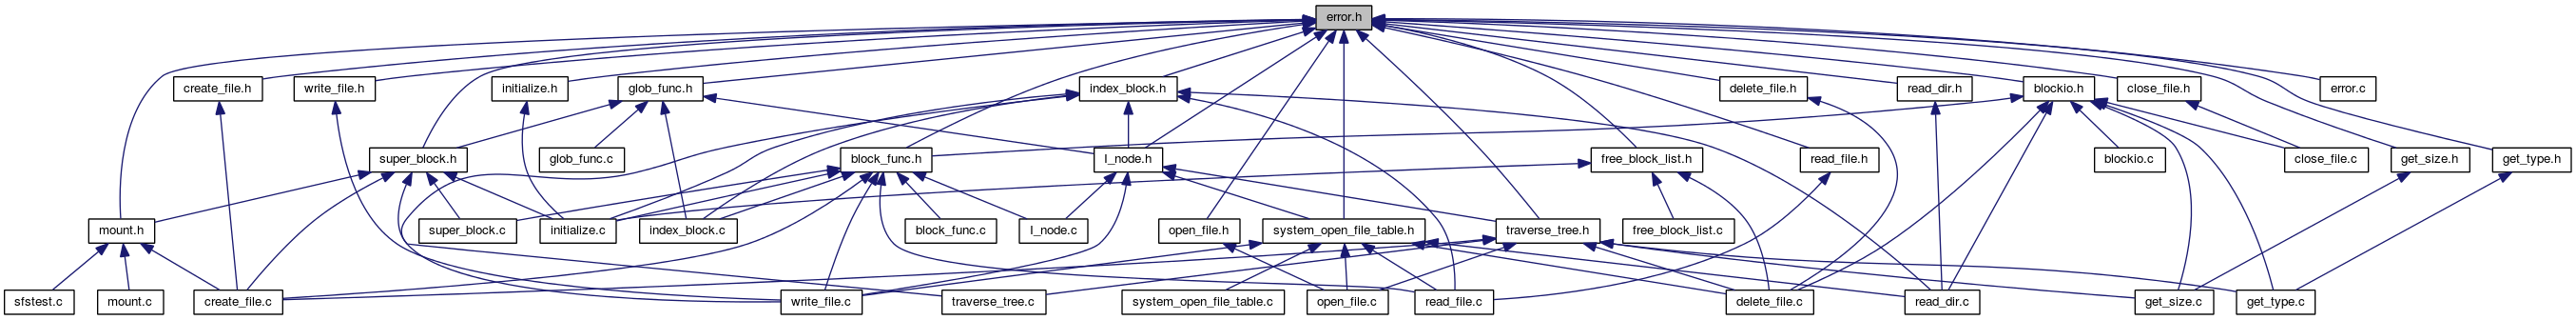 error.h
create_file.h
write_file.h
initialize.h
glob_func.h
index_block.h
delete_file.h
read_dir.h
blockio.h
close_file.h
error.c
super_block.h
glob_func.c
block_func.h
I_node.h
free_block_list.h
read_file.h
blockio.c
close_file.c
get_size.h
get_type.h
mount.h
super_block.c
initialize.c
index_block.c
block_func.c
I_node.c
open_file.h
system_open_file_table.h
traverse_tree.h
free_block_list.c
sfstest.c
mount.c
create_file.c
write_file.c
traverse_tree.c
system_open_file_table.c
open_file.c
read_file.c
delete_file.c
read_dir.c
get_size.c
get_type.c